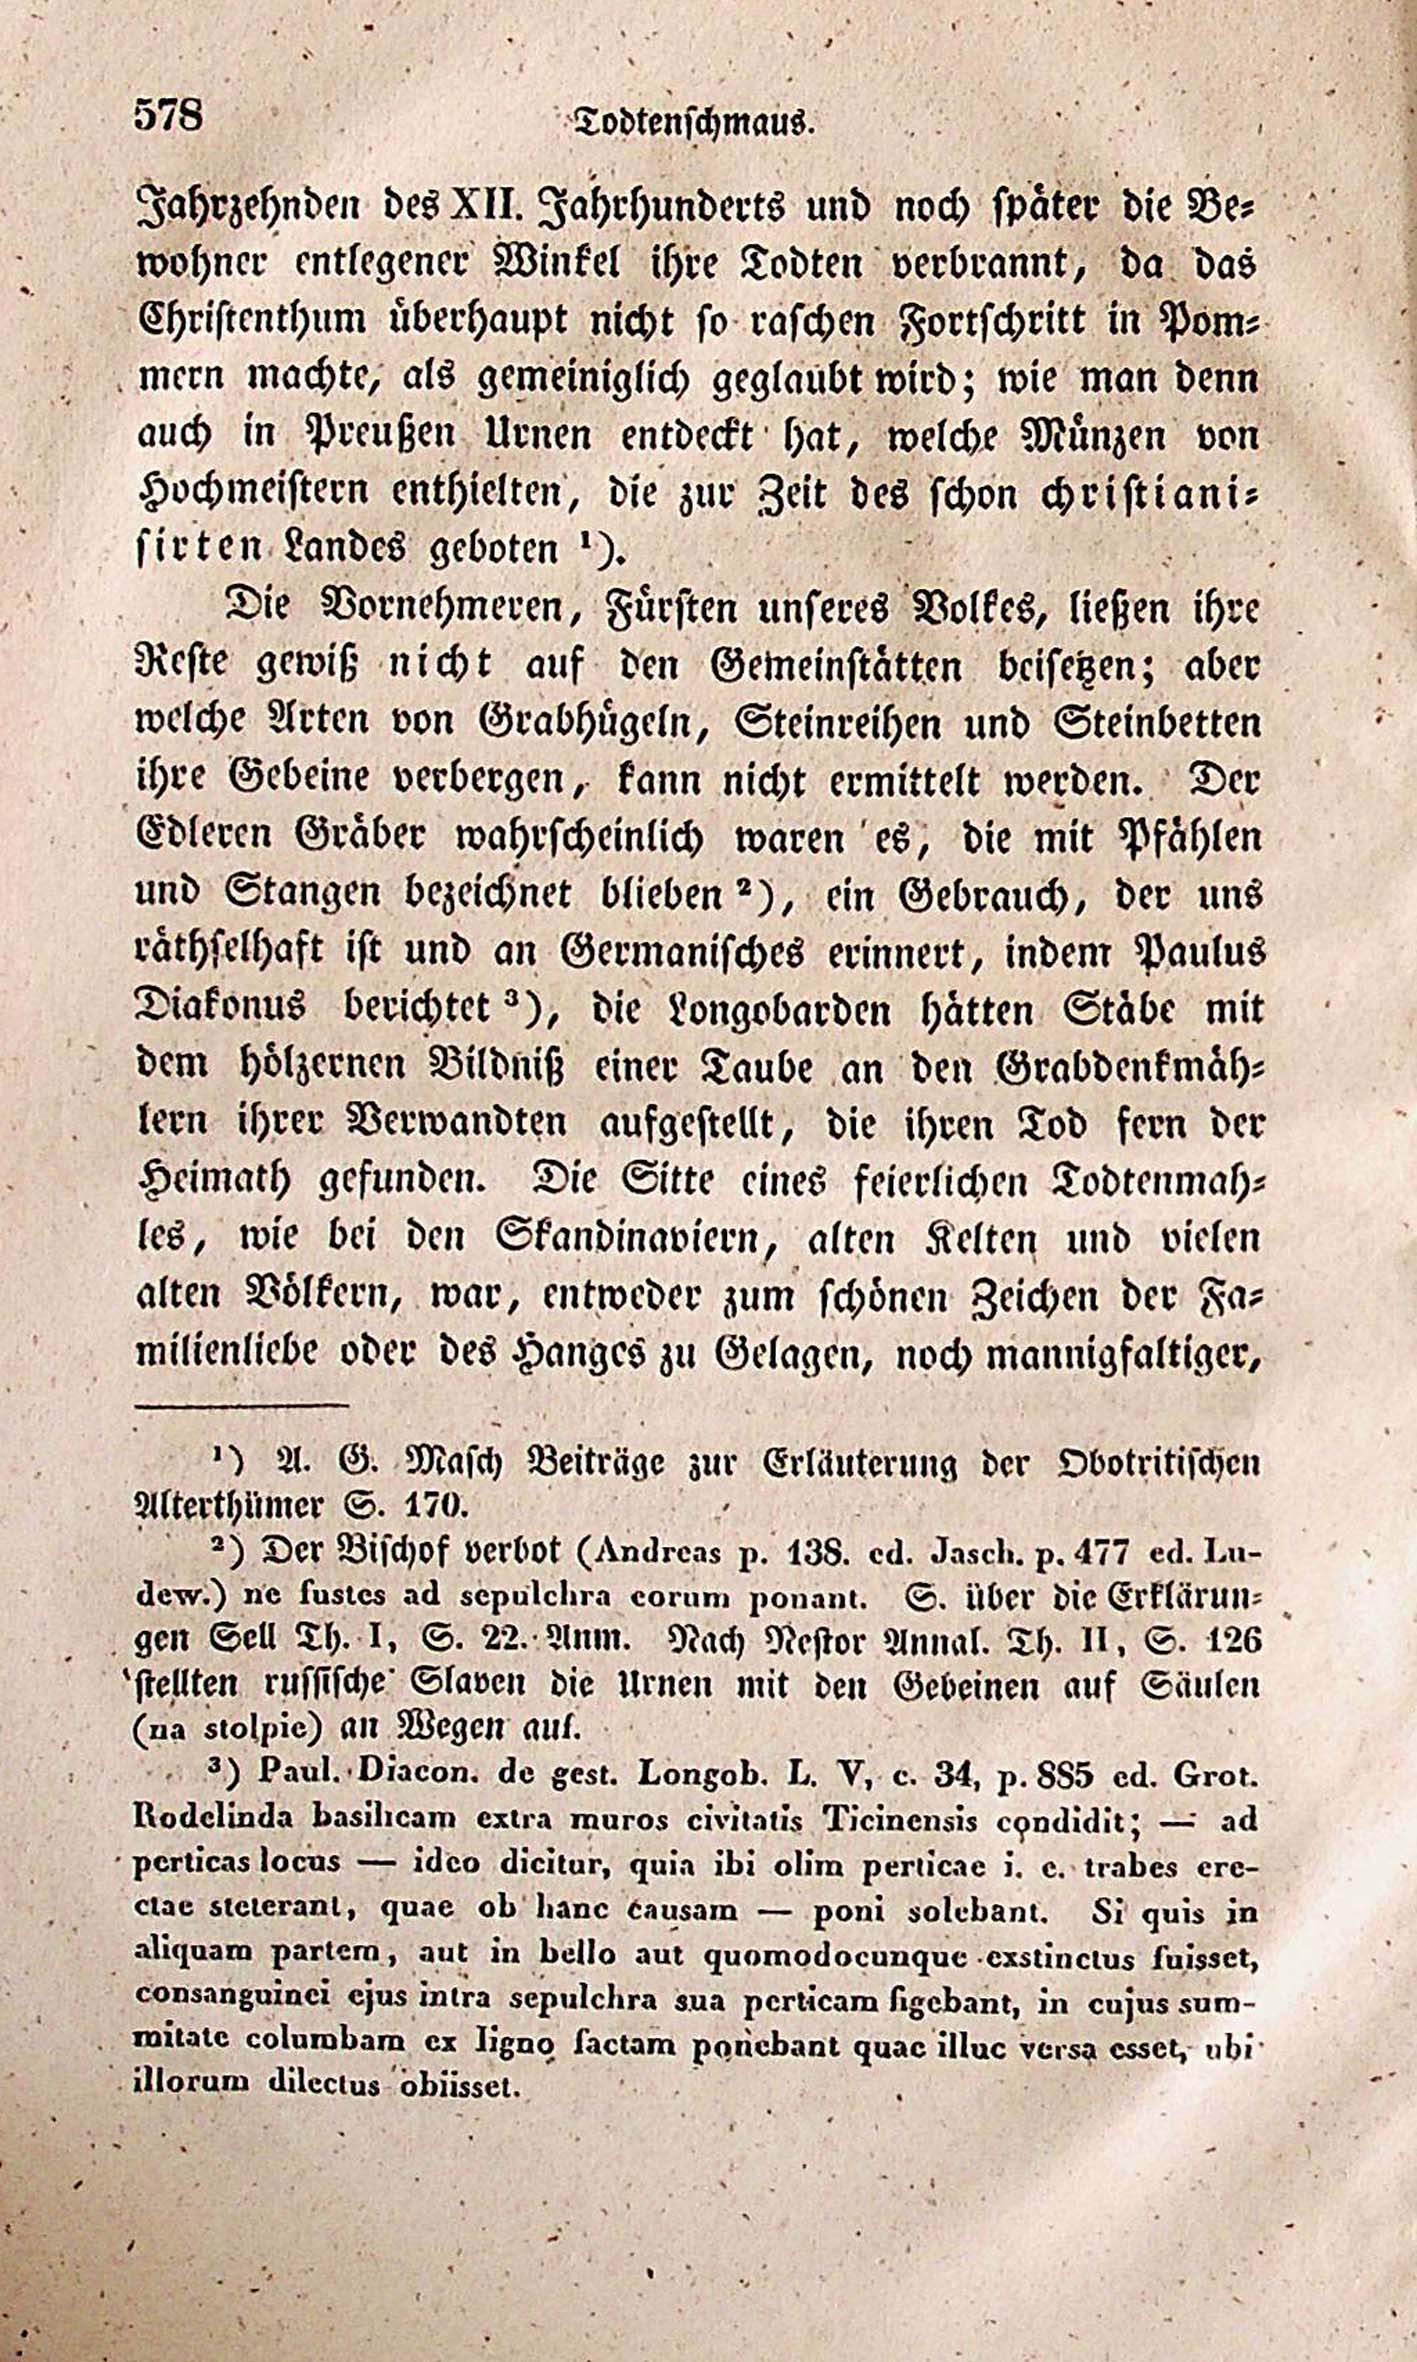 578
Todtenschmaus.
Jahrzehnden des XII. Jahrhunderts und noch später die Be-
wohner entlegener Winkel ihre Todten verbrannt, da das
Christenthum überhaupt nicht so raschen Fortschritt in Pom-
mern machte, als gemeiniglich geglaubt wird; wie man denn
auch in Preußen Urnen entdeckt hat, welche Münzen von
Hochmeistern enthielten, die zur Zeit des schon christiani-
sirten Landes geboten ¹).
Die Vornehmeren, Fürsten unseres Volkes, ließen ihre
Reste gewiß nicht auf den Gemeinstätten beisetzen; aber
welche Arten von Grabhügeln, Steinreihen und Steinbetten
ihre Gebeine verbergen, kann nicht ermittelt werden. Der
Edleren Gräber wahrscheinlich waren es, die mit Pfählen
und Stangen bezeichnet blieben ²), ein Gebrauch, der uns
räthselhaft ist und an Germanisches erinnert, indem Paulus
Diakonus berichtet ³), die Longobarden hätten Stäbe mit
dem hölzernen Bildniß einer Taube an den Grabdenkmäh-
lern ihrer Verwandten aufgestellt, die ihren Tod fern der
Heimath gefunden. Die Sitte eines feierlichen Todtenmah-
les, wie bei den Skandinaviern, alten Kelten und vielen
alten Völkern, war, entweder zum schönen Zeichen der Fa-
milienliebe oder des Hanges zu Gelagen, noch mannigfaltiger,
¹) A. G. Masch Beiträge zur Erläuterung der Obotritischen
Alterthümer S. 170.
²) Der Bischof verbot (Andreas p. 138. ed. Jasch. p. 477 ed. Lu-
dew.) ne fustes ad sepulchra eorum ponant. S. über die Erklärun-
gen Sell Th. I, S. 22. Anm. Nach Nestor Annal. Th. II, S. 126
stellten russische Slaven die Urnen mit den Gebeinen auf Säulen
(na stolpie) an Wegen auf.
³) Paul. Diacon. de gest. Longob. L. V, c. 34, p. 885 ed. Grot.
Rodelinda basilicam extra muros civitatis Ticinensis condidit; — ad
perticas locus — ideo dicitur, quia ibi olim perticae i. e. trabes ere-
ctae steterant, quae ob hanc causam — poni solebant. Si quis in
aliquam partem, aut in bello aut quomodocunque exstinctus fuisset,
consanguinei ejus intra sepulchra sua perticam figebant, in cujus sum-
mitate columbam ex ligno factam ponebant quae illuc versa esset, ubi
illorum dilectus obiisset.